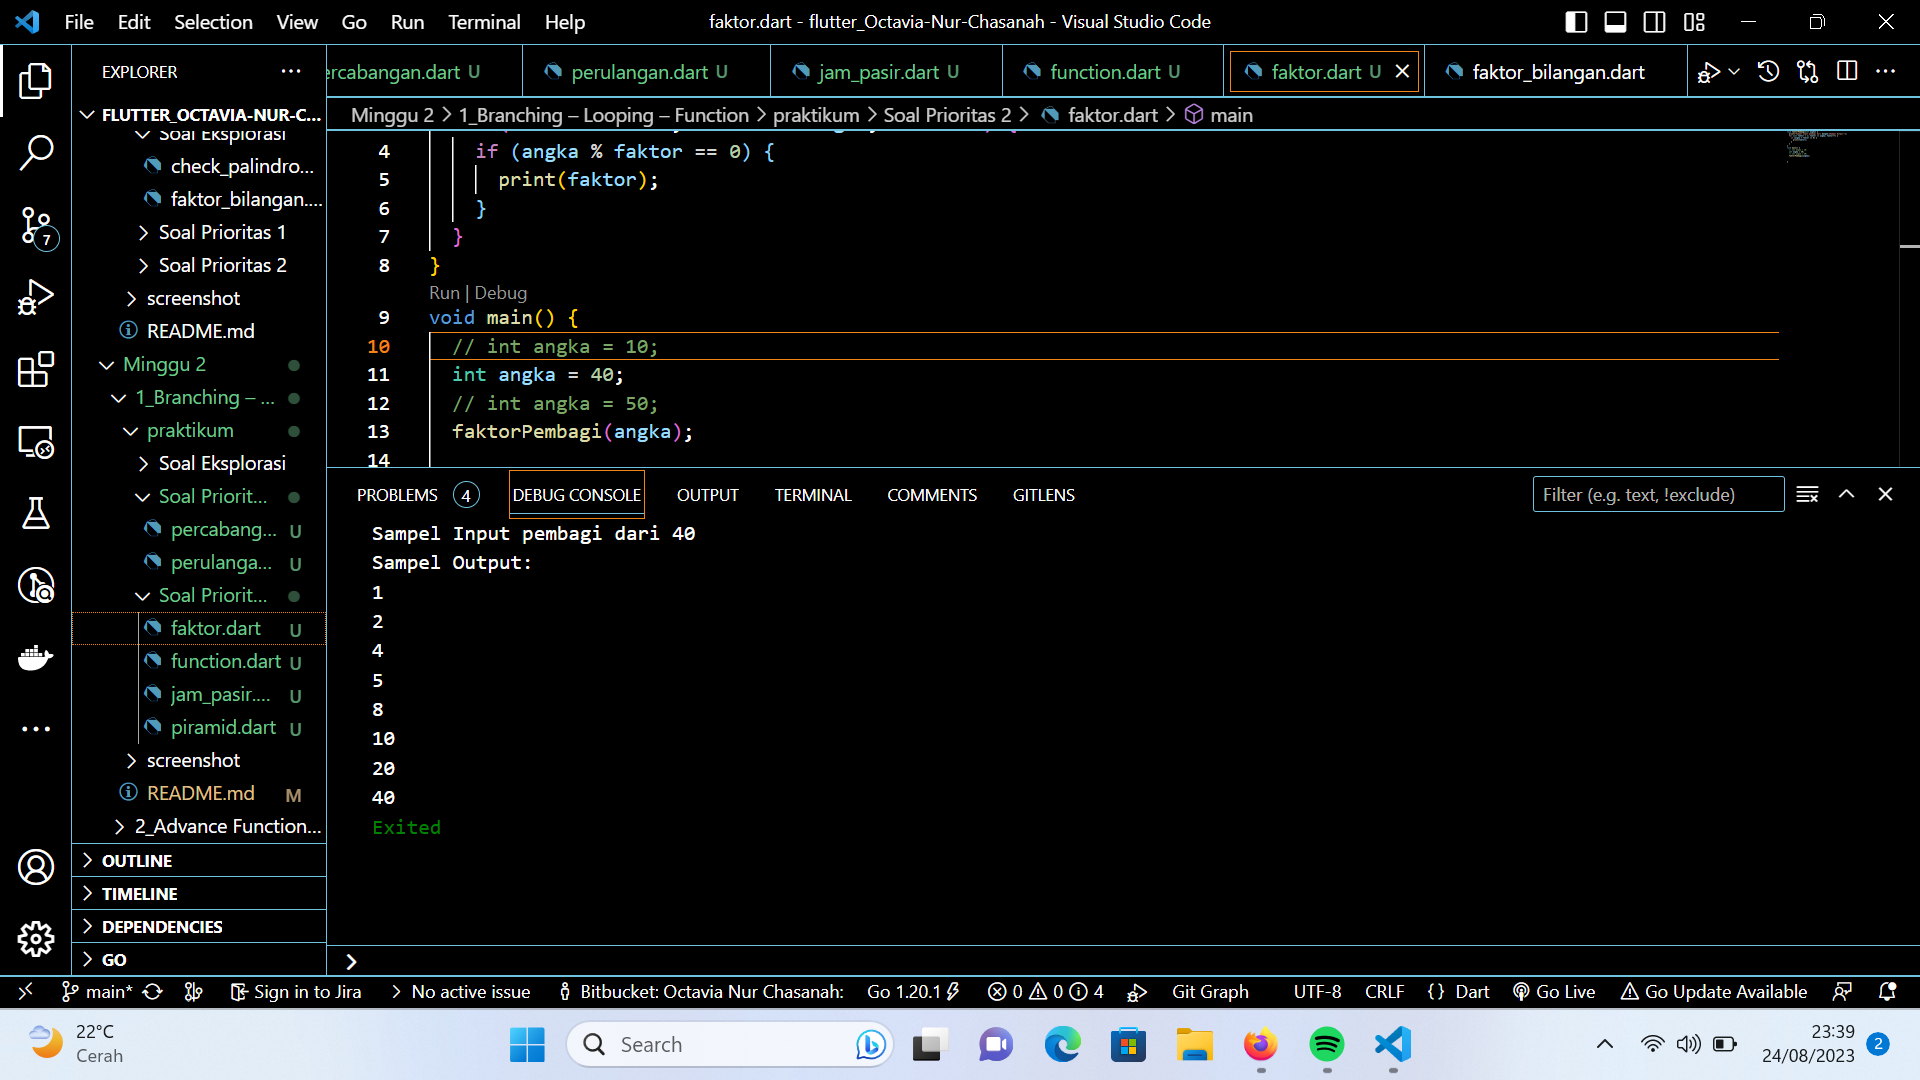 File Edit Selection View Go Run Terminal Help
faktor.dart - flutter_Octavia-Nur-Chasanah - Visual Studio Code
EXPLORER
ercabangan.dart U
perulangan.dart U
jam_pasir.dart U
function.dart U
faktor.dart U
faktor_bilangan.dart
Minggu 2 > 1_Branching – Looping – Function > praktikum > Soal Prioritas 2 > faktor.dart > main
FLUTTER_OCTAVIA-NUR-C...
Soal Eksplorasi
check_palindro...
faktor_bilangan....
Soal Prioritas 1
Soal Prioritas 2
screenshot
README.md
Minggu 2
1_Branching – ...
praktikum
Soal Eksplorasi
Soal Priorit...
percabang... U
perulanga... U
Soal Priorit...
faktor.dart U
function.dart U
jam_pasir.... U
piramid.dart U
screenshot
README.md M
2_Advance Function...
OUTLINE
TIMELINE
DEPENDENCIES
GO
7
4 if (angka % faktor == 0) {
5 print(faktor);
6 }
7 }
8 }
Run | Debug
9 void main() {
10 // int angka = 10;
11 int angka = 40;
12 // int angka = 50;
13 faktorPembagi(angka);
14
PROBLEMS 4 DEBUG CONSOLE OUTPUT TERMINAL COMMENTS GITLENS
Filter (e.g. text, !exclude)
Sampel Input pembagi dari 40
Sampel Output:
1
2
4
5
8
10
20
40
Exited
main* Sign in to Jira No active issue Bitbucket: Octavia Nur Chasanah: Go 1.20.1 0 0 4 Git Graph UTF-8 CRLF {} Dart Go Live Go Update Available
22°C
Cerah
Search
23:39
24/08/2023
2